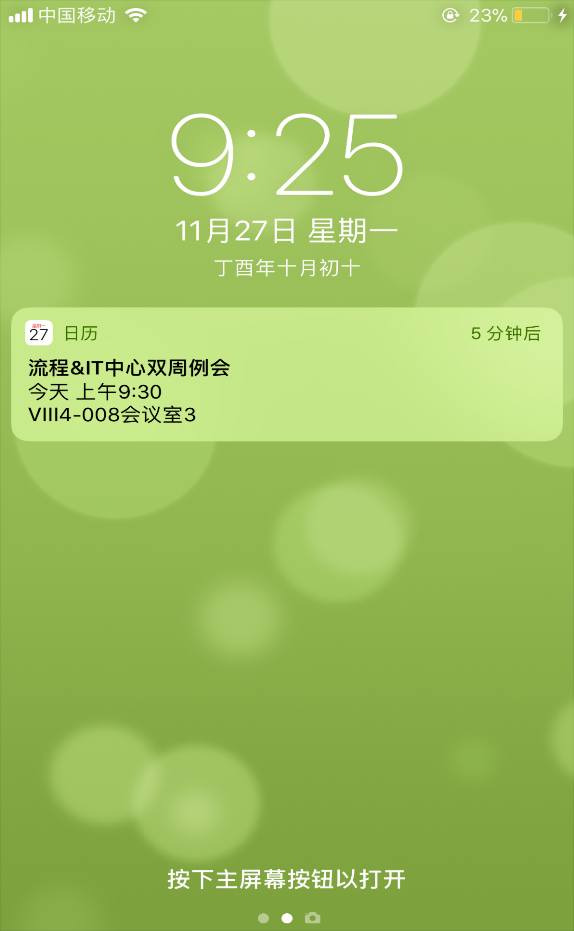 中国移动 23%
9:25
11月27日 星期一
丁酉年十月初十
27 日历 5 分钟后
流程&IT中心双周例会
今天 上午9:30
VIII4-008会议室3
按下主屏幕按钮以打开